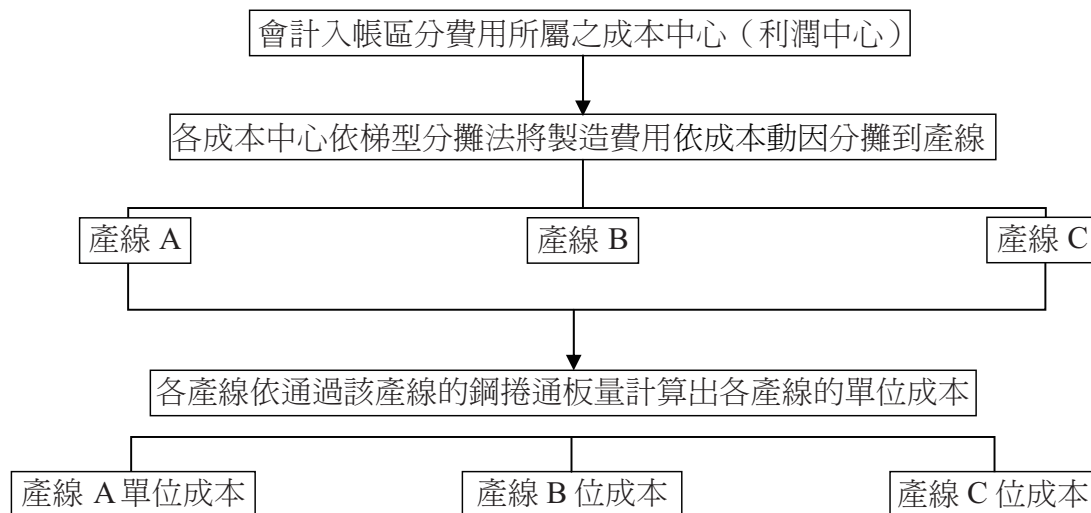 會計入帳區分費用所屬之成本中心（利潤中心）
各成本中心依梯型分攤法將製造費用依成本動因分攤到產線
產線 A
產線 B
產線 C
各產線依通過該產線的鋼捲通板量計算出各產線的單位成本
產線 A 單位成本
產線 B 位成本
產線 C 位成本